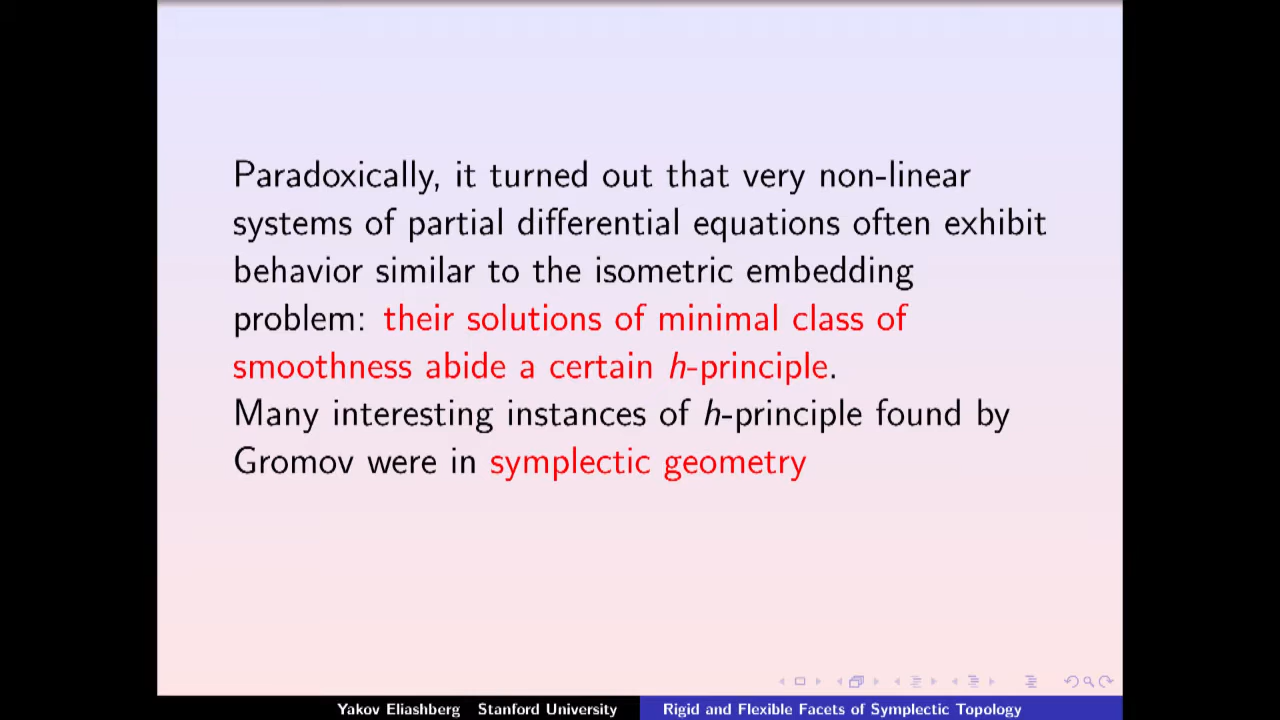 Paradoxically, it turned out that very non-linear
systems of partial differential equations often exhibit
behavior similar to the isometric embedding
problem: their solutions of minimal class of
smoothness abide a certain h-principle.
Many interesting instances of h-principle found by
Gromov were in symplectic geometry
Yakov Eliashberg Stanford University Rigid and Flexible Facets of Symplectic Topology